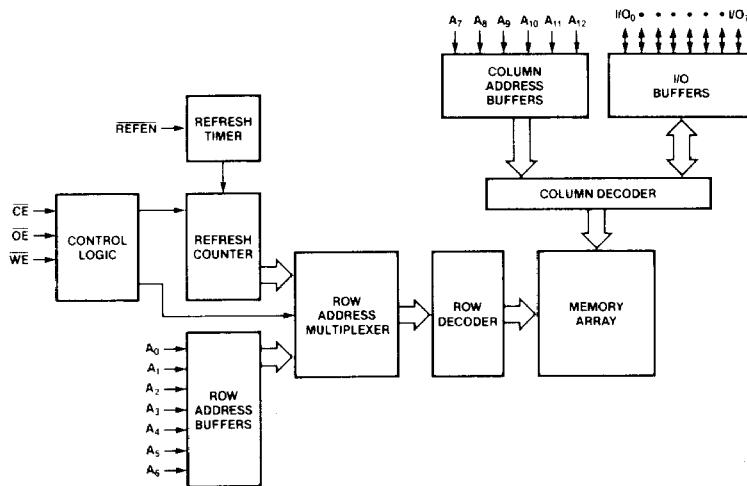 A7 A8 A9 A10 A11 A12
I/O0 • • • • • • I/O7
COLUMN
ADDRESS
BUFFERS
I/O
BUFFERS
REFEN
REFRESH
TIMER
COLUMN DECODER
CE
OE
WE
CONTROL
LOGIC
REFRESH
COUNTER
ROW
ADDRESS
MULTIPLEXER
ROW
DECODER
MEMORY
ARRAY
A0
A1
A2
A3
A4
A5
A6
ROW
ADDRESS
BUFFERS